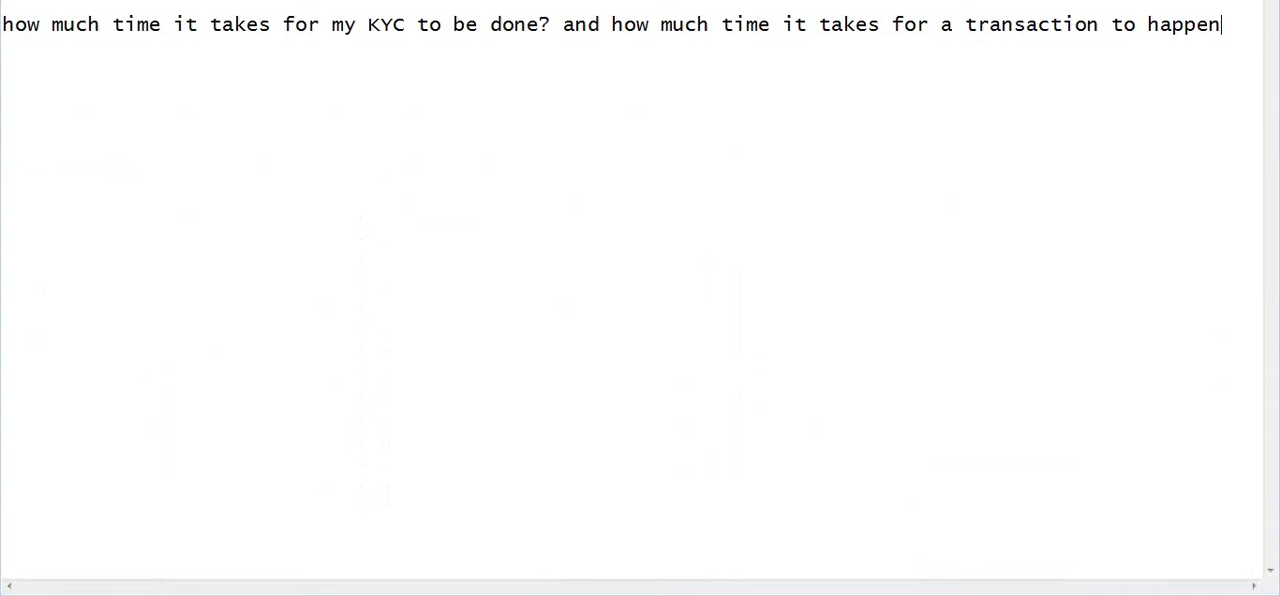 how much time it takes for my KYC to be done? and how much time it takes for a transaction to happen